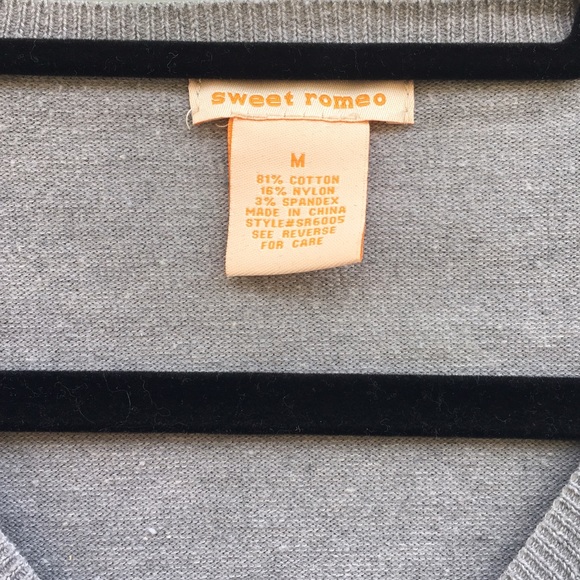 sweet romeo
M
81% COTTON
16% NYLON
3% SPANDEX
MADE IN CHINA
STYLE#SR6005
SEE REVERSE
FOR CARE